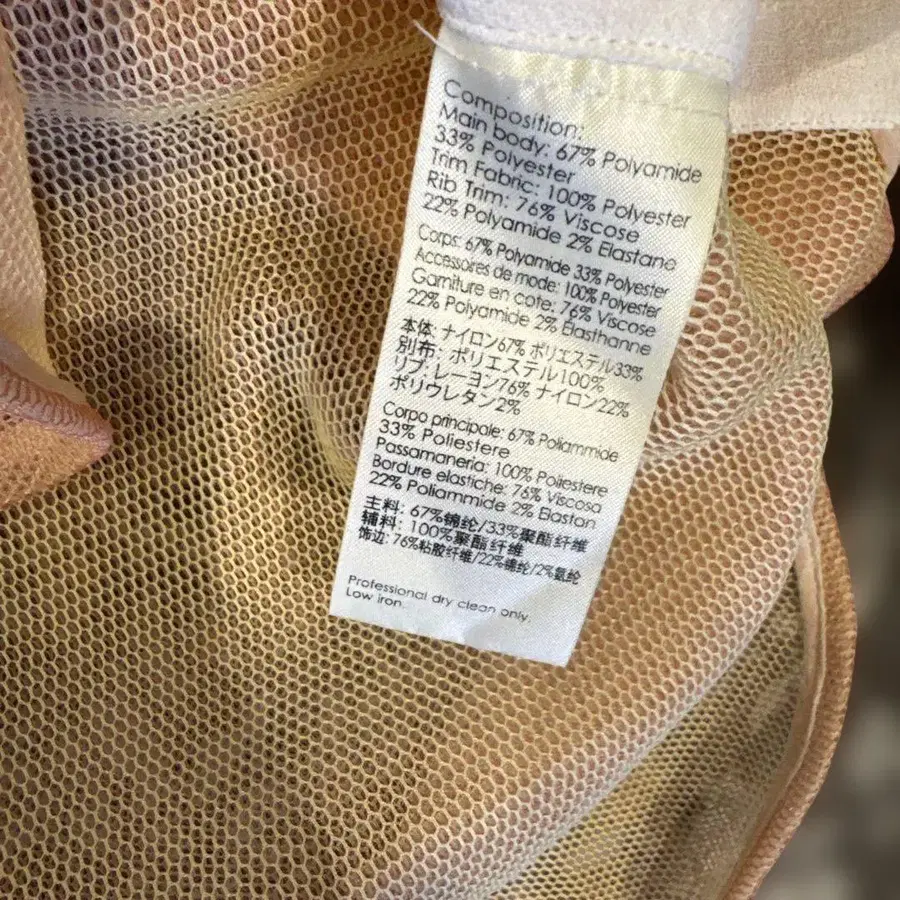 Composition:
Main body: 67% Polyamide
33% Polyester
Trim Fabric: 100% Polyester
Rib Trim: 76% Viscose
22% Polyamide 2% Elastane
Corps: 67% Polyamide 33% Polyester
Accessoires de mode: 100% Polyester
Garniture en cote: 76% Viscose
22% Polyamide 2% Elasthanne
本体: ナイロン67% ポリエステル33%
別布: ポリエステル100%
リブ: レーヨン76% ナイロン22%
ポリウレタン2%
Corpo principale: 67% Poliammide
33% Poliestere
Passamaneria: 100% Poliestere
Bordure elastiche: 76% Viscosa
22% Poliammide 2% Elastan
主料: 67%锦纶/33%聚酯纤维
辅料: 100%聚酯纤维
饰边: 76%粘胶纤维/22%锦纶/2%氨纶
Professional dry clean only.
Low iron.